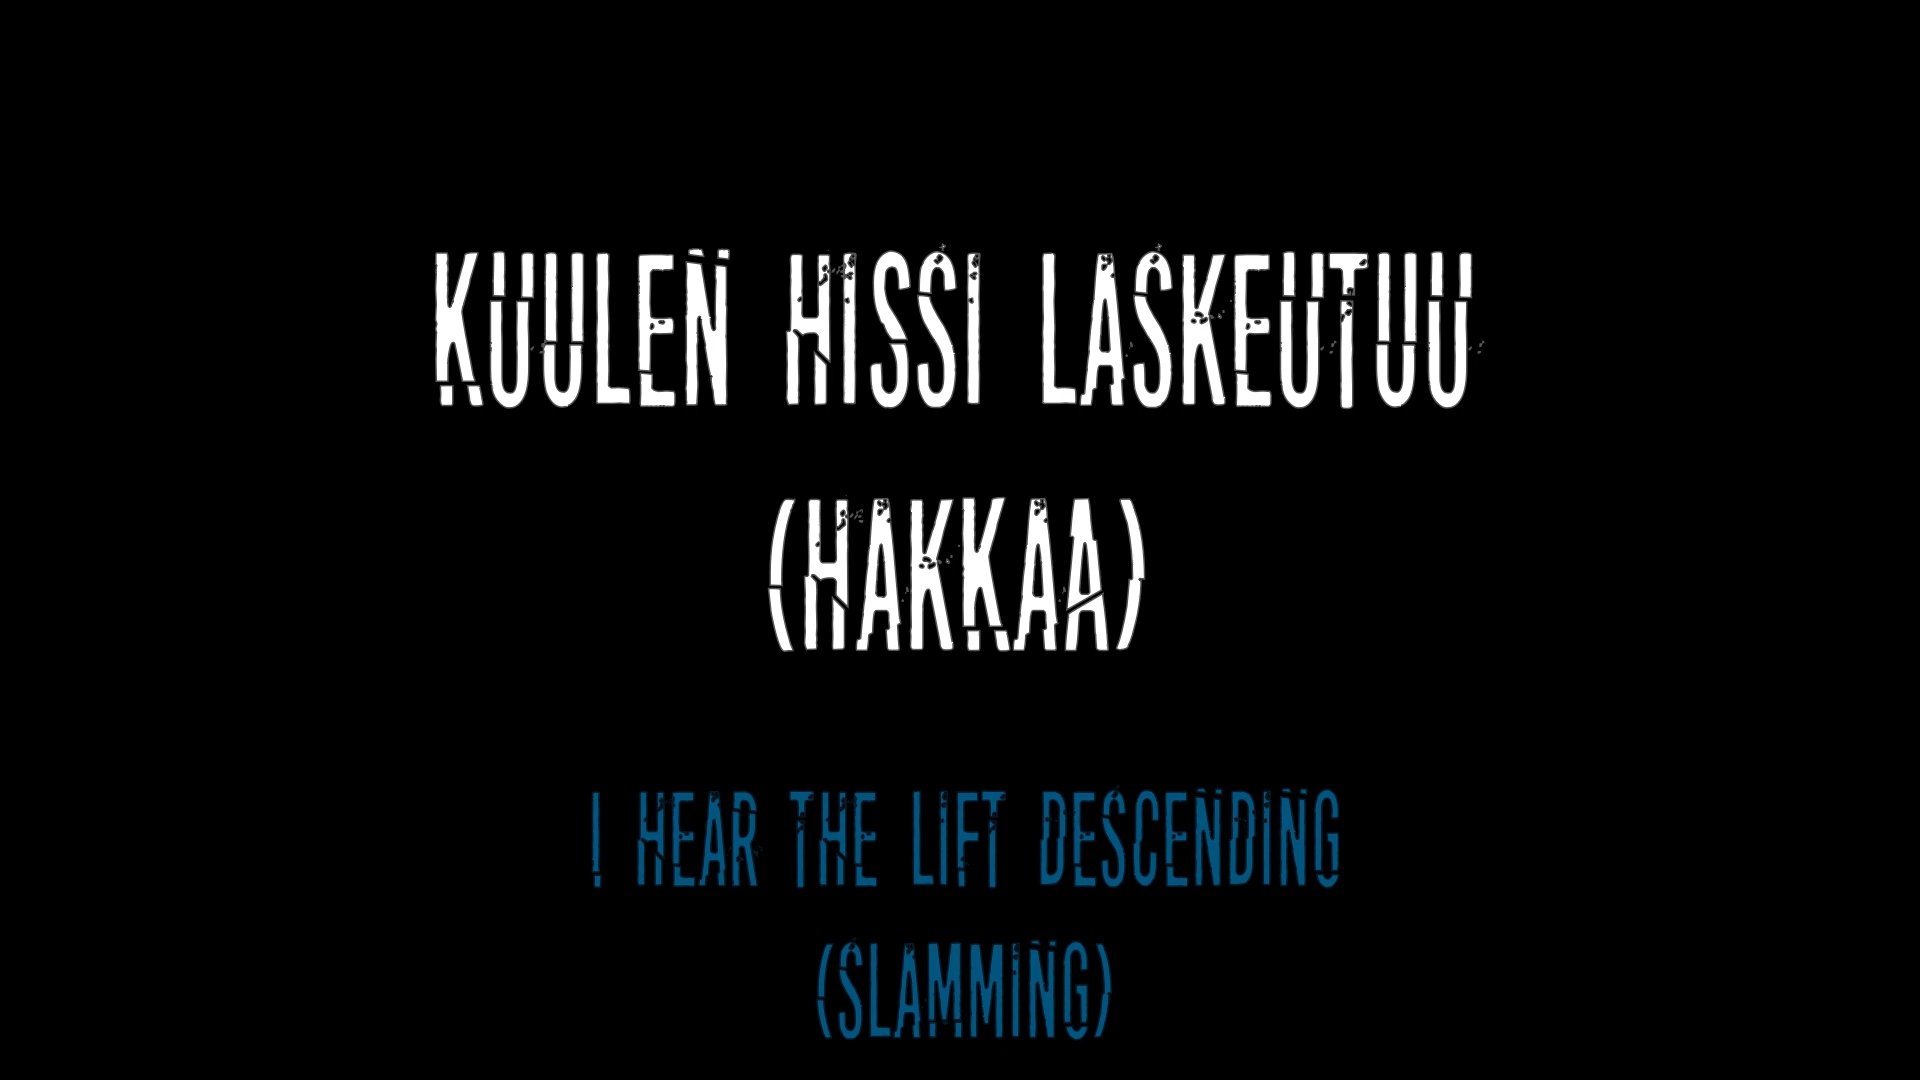 KUULEN HISSI LASKEUTUU
(HAKKAA)
I HEAR THE LIFT DESCENDING
(SLAMMING)